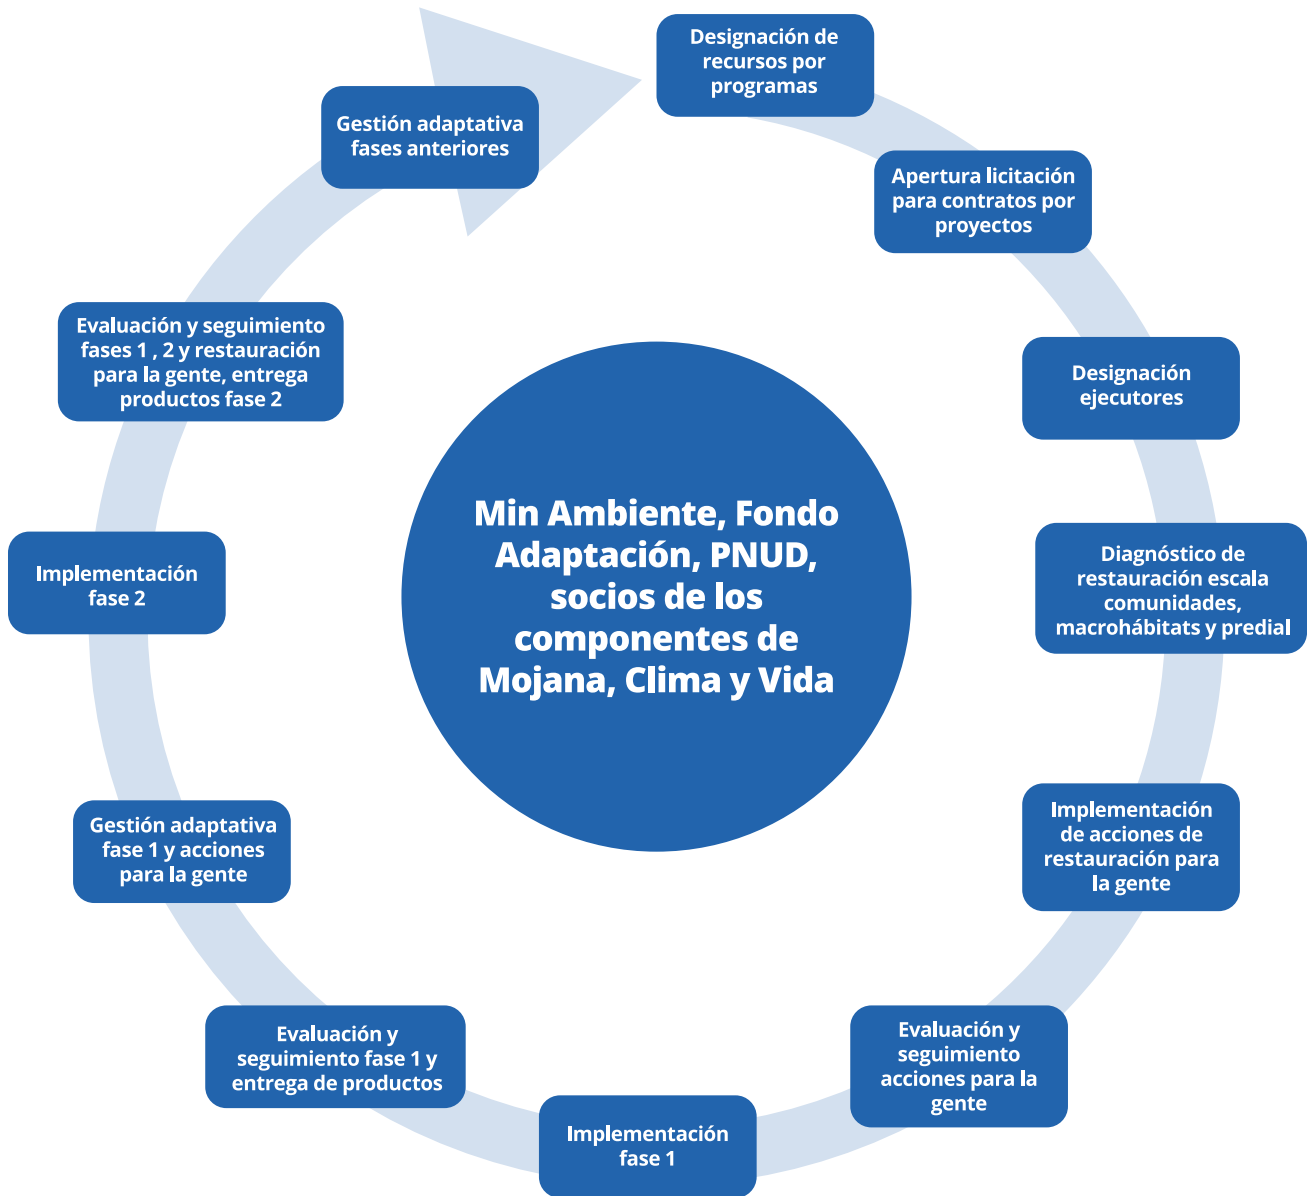 Designación de
recursos por
programas
Apertura licitación
para contratos por
proyectos
Designación
ejecutores
Diagnóstico de
restauración escala
comunidades,
macrohábitats y predial
Implementación
de acciones de
restauración para
la gente
Evaluación y
seguimiento
acciones para la
gente
Implementación
fase 1
Evaluación y
seguimiento fase 1 y
entrega de productos
Gestión adaptativa
fase 1 y acciones
para la gente
Implementación
fase 2
Evaluación y seguimiento
fases 1 , 2 y restauración
para la gente, entrega
productos fase 2
Gestión adaptativa
fases anteriores
Min Ambiente, Fondo
Adaptación, PNUD,
socios de los
componentes de
Mojana, Clima y Vida